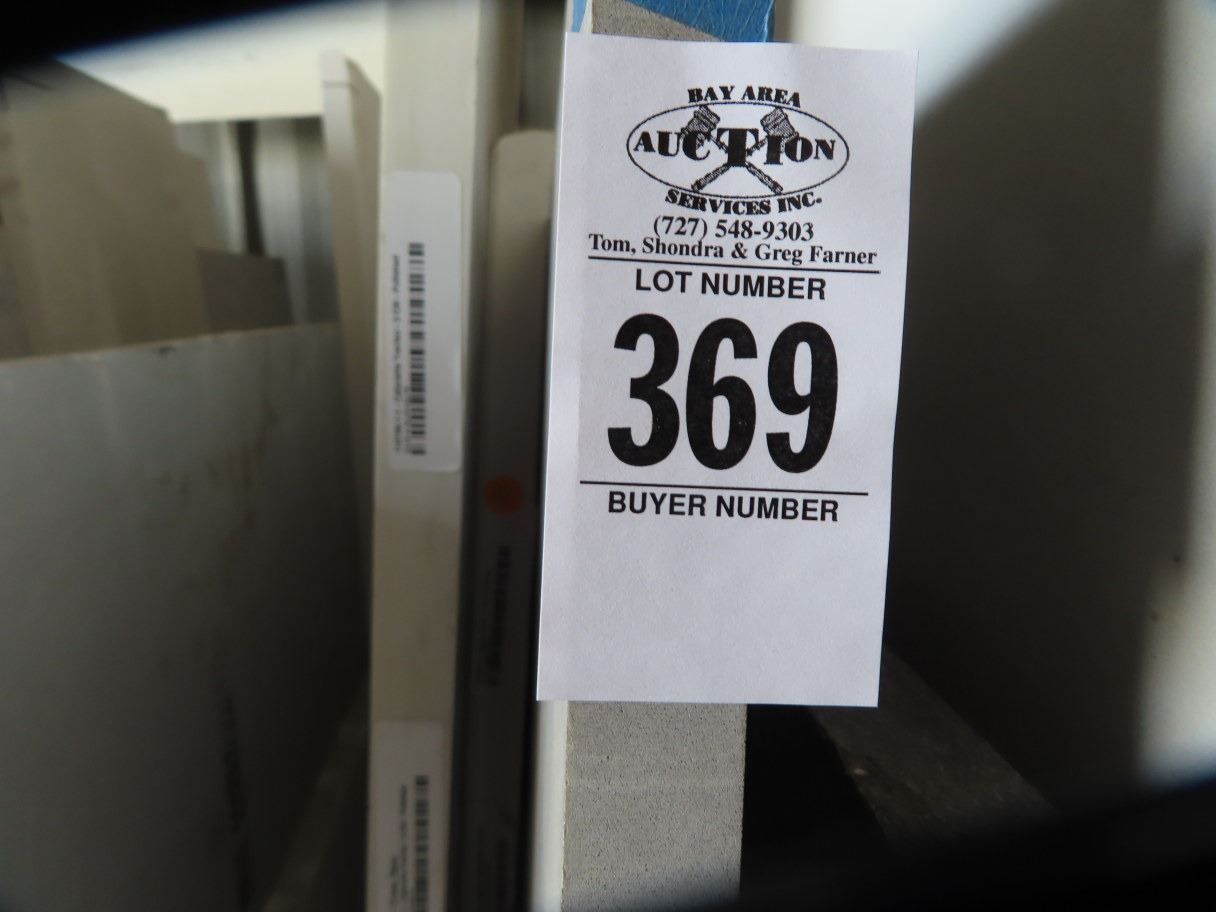 BAY AREA
AUCTION
SERVICES INC.
(727) 548-9303
Tom, Shondra & Greg Farner
LOT NUMBER
369
BUYER NUMBER